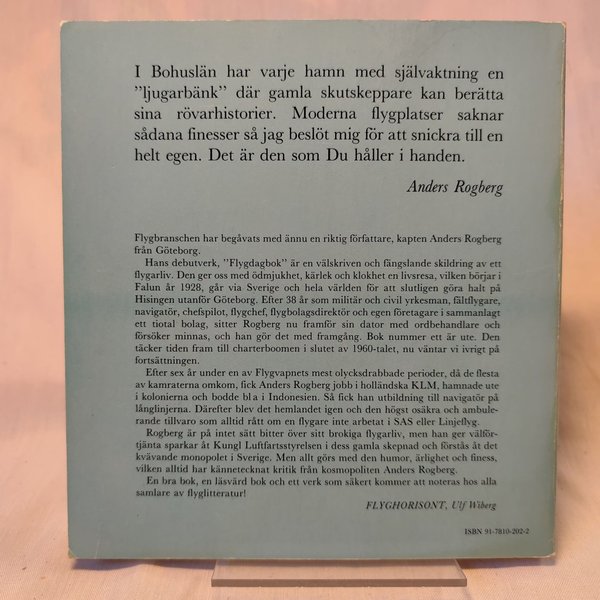 I Bohuslän har varje hamn med självaktning en
”ljugarbänk” där gamla skutskeppare kan berätta
sina rövarhistorier. Moderna flygplatser saknar
sådana finesser så jag beslöt mig för att snickra till en
helt egen. Det är den som Du håller i handen.
Anders Rogberg
Flygbranschen har begåvats med ännu en riktig författare, kapten Anders Rogberg
från Göteborg.
Hans debutverk, ”Flygdagbok” är en välskriven och fängslande skildring av ett
flygarliv. Den ger oss med ödmjukhet, kärlek och klokhet en livsresa, vilken börjar i
Falun år 1928, går via Sverige och hela världen för att slutligen göra halt på
Hisingen utanför Göteborg. Efter 38 år som militär och civil yrkesman, fältflygare,
navigatör, chefspilot, flygchef, flygbolagsdirektör och egen företagare i sammanlagt
ett tiotal bolag, sitter Rogberg nu framför sin dator med ordbehandlare och
försöker minnas, och han gör det med framgång. Bok nummer ett är ute. Den
täcker tiden fram till charterboomen i slutet av 1960-talet, nu väntar vi ivrigt på
fortsättningen.
Efter sex år under en av Flygvapnets mest olycksdrabbade perioder, då de flesta
av kamraterna omkom, fick Anders Rogberg jobb i holländska KLM, hamnade ute
i kolonierna och bodde bl a i Indonesien. Så fick han utbildning till navigatör på
långlinjerna. Därefter blev det hemlandet igen och den högst osäkra och ambule-
rande tillvaro som alltid rått om en flygare inte arbetat i SAS eller Linjeflyg.
Rogberg är på intet sätt bitter över sitt brokiga flygarliv, men han ger välför-
tjänta sparkar åt Kungl Luftfartsstyrelsen i dess gamla skepnad och förstås åt det
kvävande monopolet i Sverige. Men allt görs med den humor, ärlighet och finess,
vilken alltid har kännetecknat kritik från kosmopoliten Anders Rogberg.
En bra bok, en läsvärd bok och ett verk som säkert kommer att noteras hos alla
samlare av flyglitteratur!
FLYGHORISONT, Ulf Wiberg
ISBN 91-7810-202-2